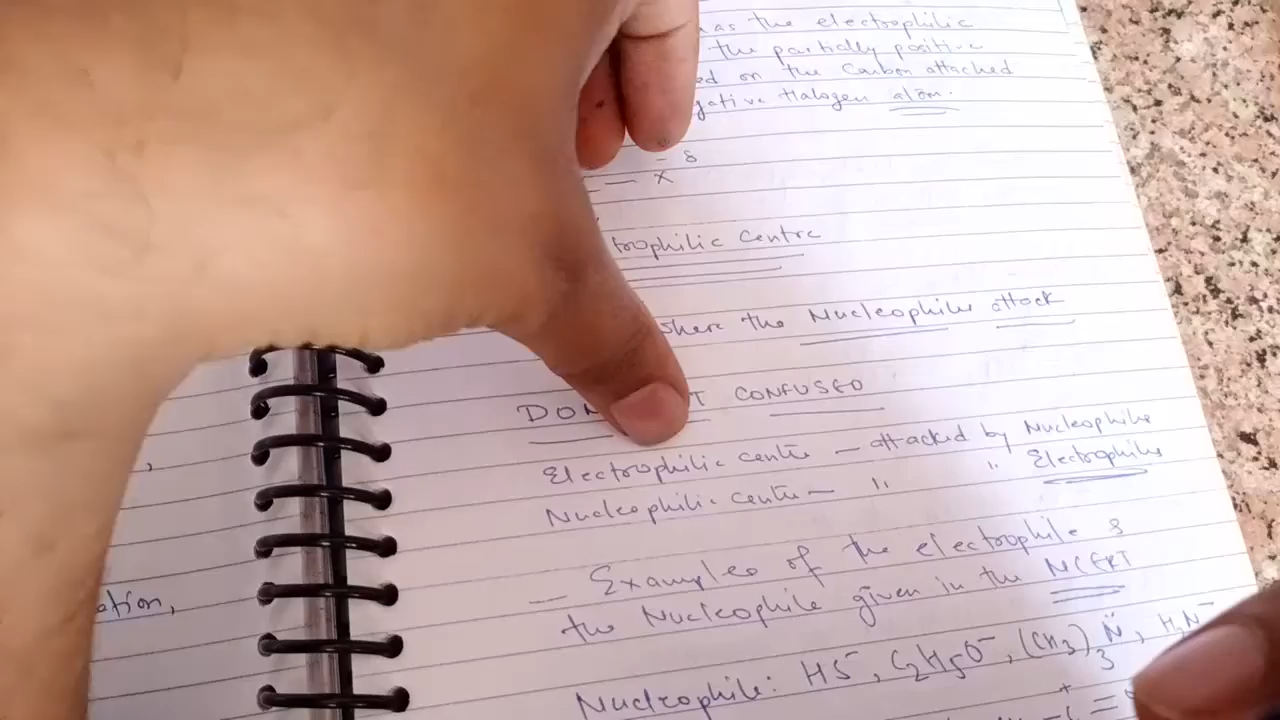 has the electrophilic
the partially positive
ed on the Carbon attached
gative Halogen atom.
— X δ
trophilic Centre
where the Nucleophile attack
DON T CONFUSED
Electrophilic centre — attacked by Nucleophile
Nucleophilic centre — " " Electrophile
— Examples of the electrophile &
the Nucleophile given in the NCERT
ation,
Nucleophile: HS⁻, C₂H₅O⁻, (CH₃)₃N̈, H₂N⁻